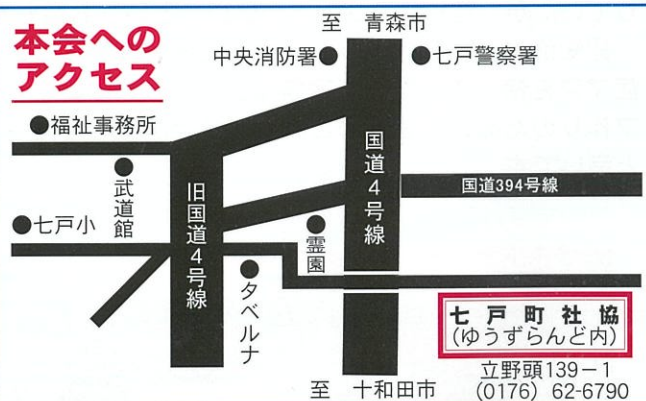 本会への
アクセス
至 青森市
中央消防署●
●七戸警察署
●福祉事務所
●武道館
●七戸小
旧国道4号線
国道4号線
国道394号線
●霊園
●タベルナ
七戸町社協
(ゆうずらんど内)
立野頭139−1
(0176) 62-6790
至 十和田市